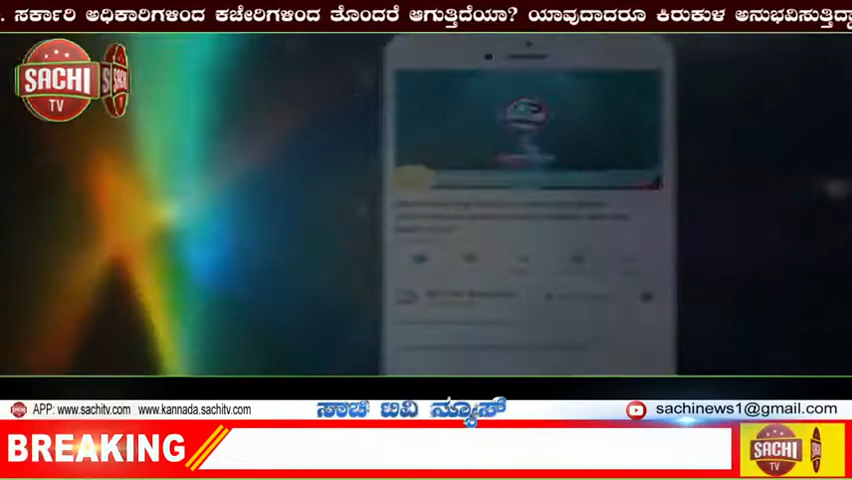 . ಸರ್ಕಾರಿ ಅಧಿಕಾರಿಗಳಿಂದ ಕಚೇರಿಗಳಿಂದ ತೊಂದರೆ ಆಗುತ್ತಿದೆಯಾ? ಯಾವುದಾದರೂ ಕಿರುಕುಳ ಅನುಭವಿಸುತ್ತಿದ್ದಾ
SACHI
TV
APP: www.sachitv.com www.kannada.sachitv.com
ಸಾಚಿ ಟಿವಿ ನ್ಯೂಸ್
sachinews1@gmail.com
BREAKING
SACHI
TV